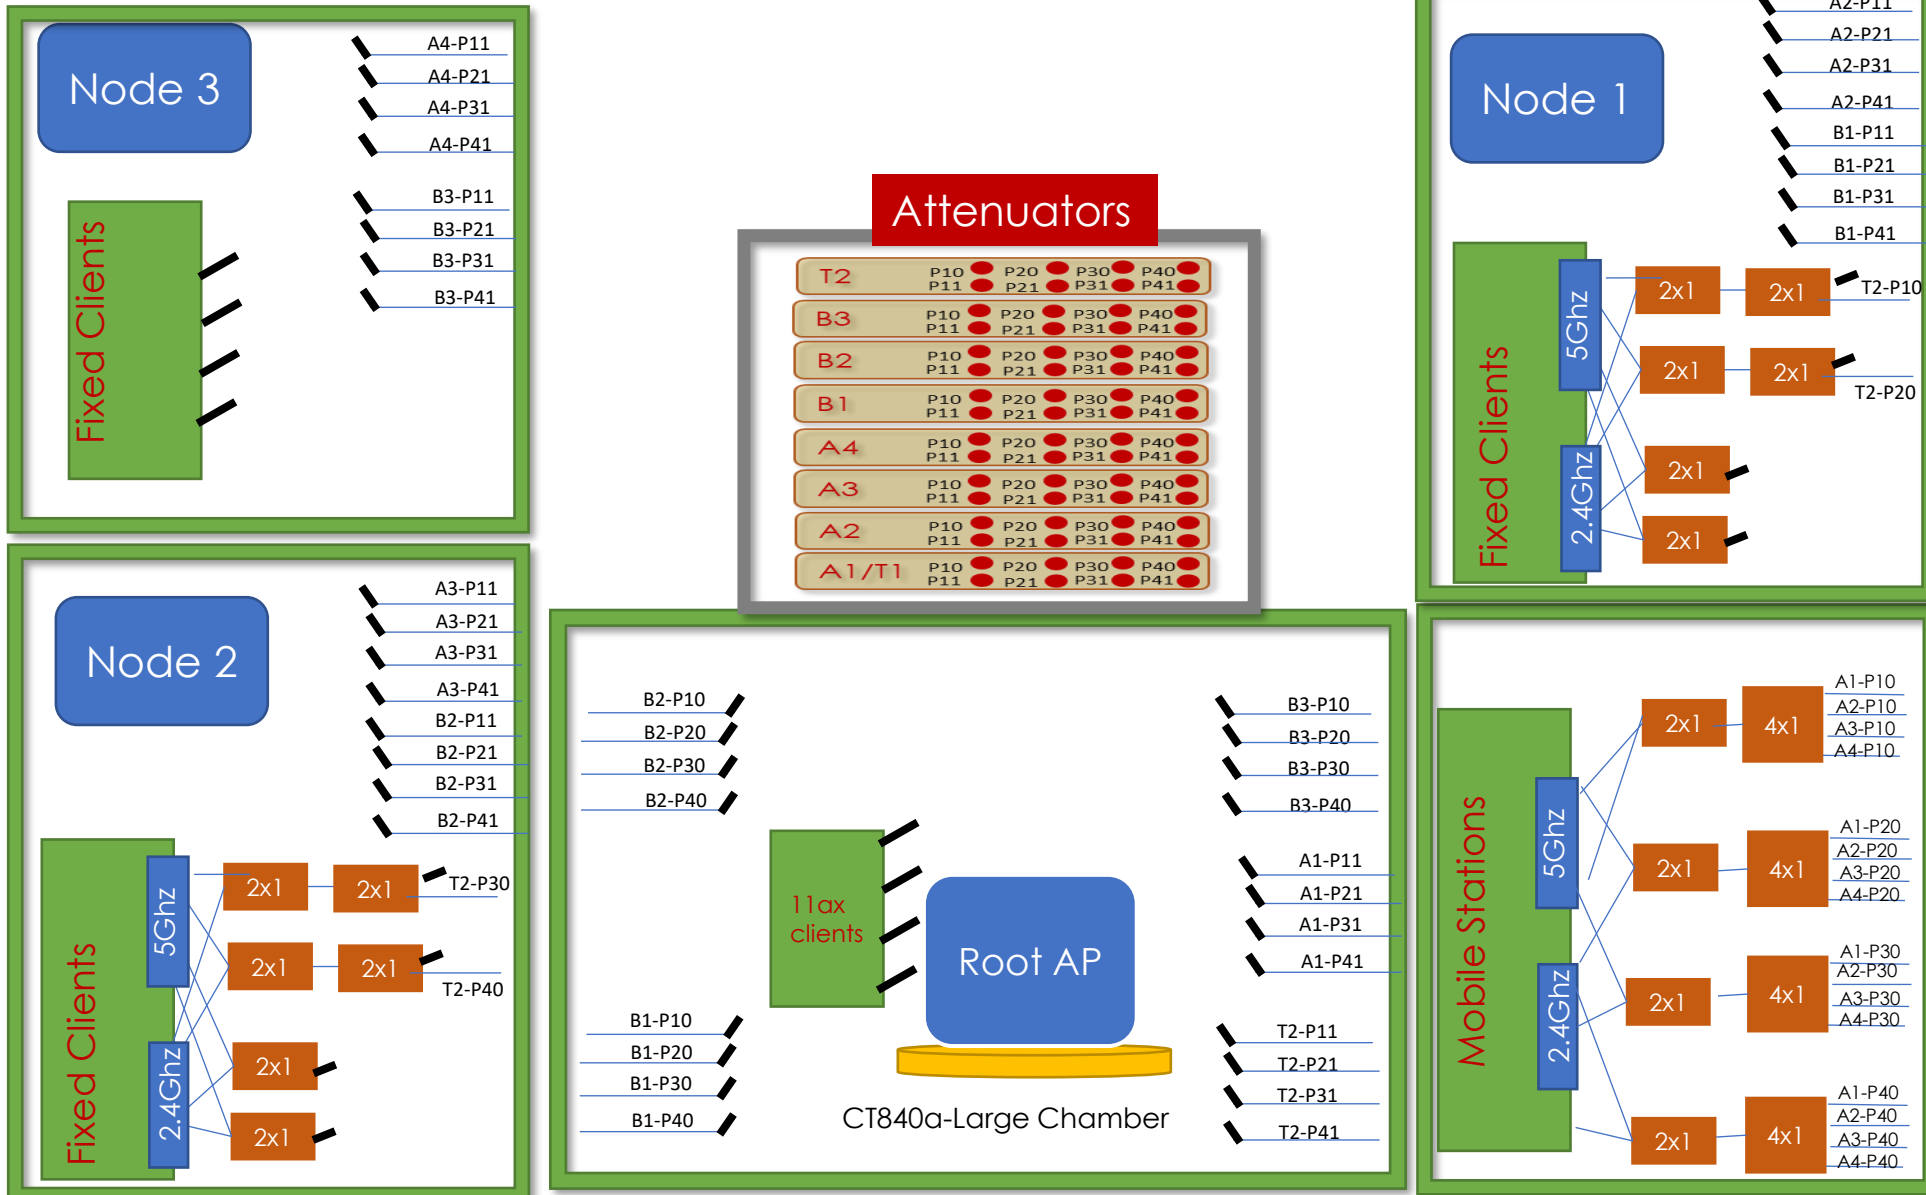 Node 3
A4-P11
A4-P21
A4-P31
A4-P41
B3-P11
B3-P21
B3-P31
B3-P41
Fixed Clients
Attenuators
T2 P10 P20 P30 P40
P11 P21 P31 P41
B3 P10 P20 P30 P40
P11 P21 P31 P41
B2 P10 P20 P30 P40
P11 P21 P31 P41
B1 P10 P20 P30 P40
P11 P21 P31 P41
A4 P10 P20 P30 P40
P11 P21 P31 P41
A3 P10 P20 P30 P40
P11 P21 P31 P41
A2 P10 P20 P30 P40
P11 P21 P31 P41
A1/T1 P10 P20 P30 P40
P11 P21 P31 P41
Node 1
A2-P11
A2-P21
A2-P31
A2-P41
B1-P11
B1-P21
B1-P31
B1-P41
Fixed Clients
5Ghz
2.4Ghz
2x1 2x1 T2-P10
2x1 2x1
T2-P20
2x1
2x1
Node 2
A3-P11
A3-P21
A3-P31
A3-P41
B2-P11
B2-P21
B2-P31
B2-P41
Fixed Clients
5Ghz
2.4Ghz
2x1 2x1 T2-P30
2x1 2x1
T2-P40
2x1
2x1
B2-P10
B2-P20
B2-P30
B2-P40
B3-P10
B3-P20
B3-P30
B3-P40
11ax
clients
Root AP
A1-P11
A1-P21
A1-P31
A1-P41
B1-P10
B1-P20
B1-P30
B1-P40
T2-P11
T2-P21
T2-P31
T2-P41
CT840a-Large Chamber
Mobile Stations
5Ghz
2.4Ghz
2x1 4x1
A1-P10
A2-P10
A3-P10
A4-P10
2x1 4x1
A1-P20
A2-P20
A3-P20
A4-P20
2x1 4x1
A1-P30
A2-P30
A3-P30
A4-P30
2x1 4x1
A1-P40
A2-P40
A3-P40
A4-P40